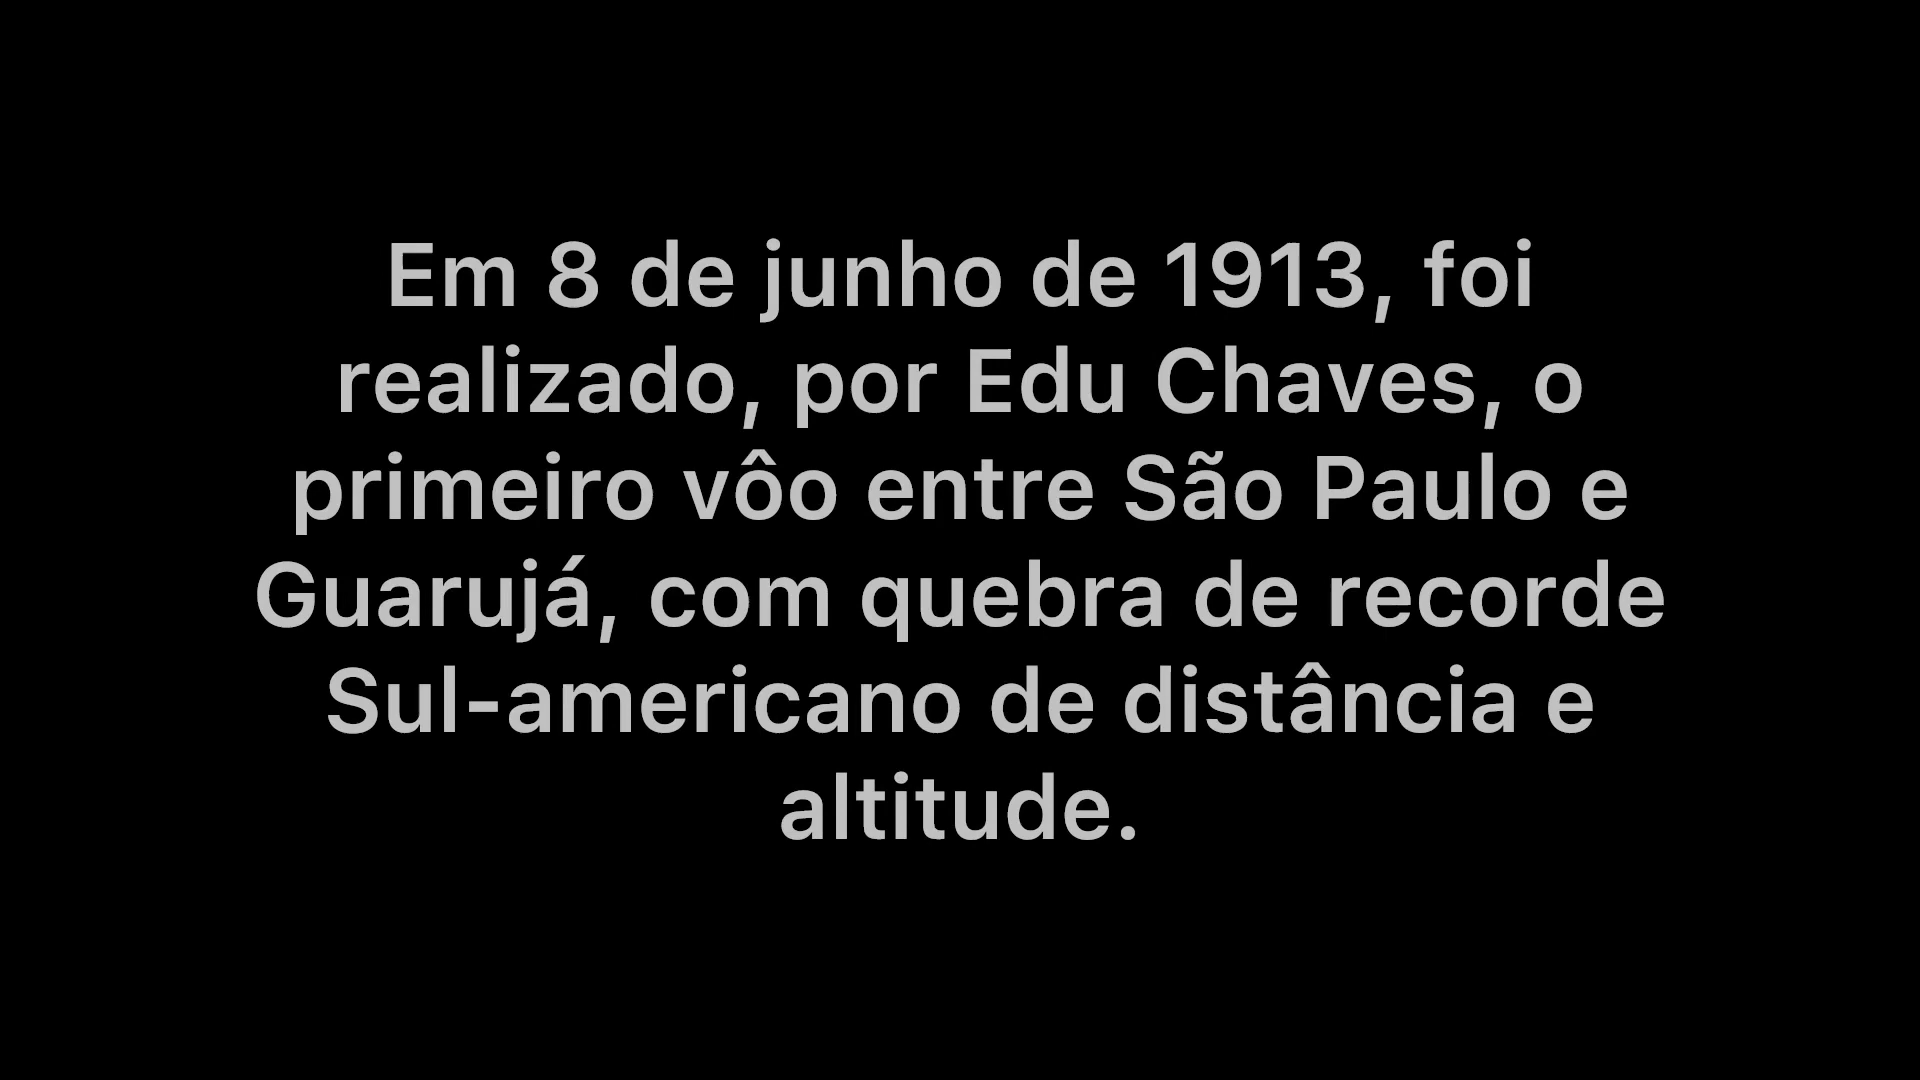 Em 8 de junho de 1913, foi
realizado, por Edu Chaves, o
primeiro vôo entre São Paulo e
Guarujá, com quebra de recorde
Sul-americano de distância e
altitude.